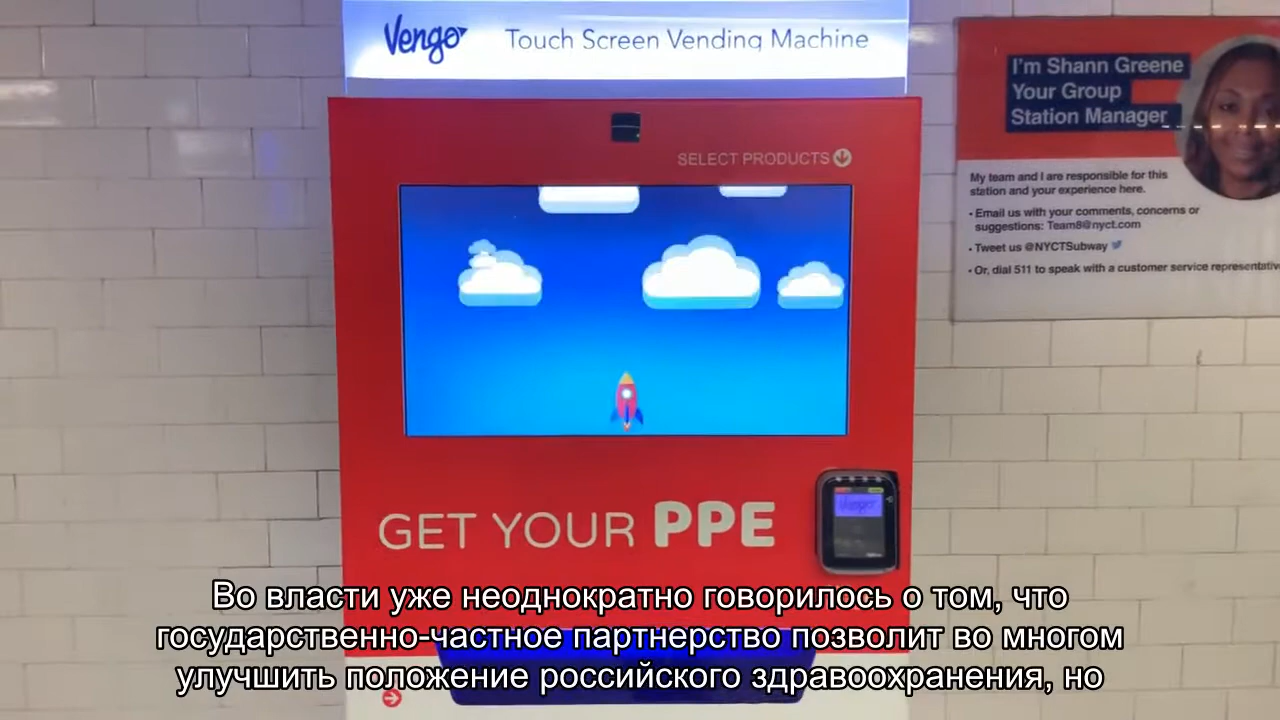 Vengo
Touch Screen Vending Machine
SELECT PRODUCTS
I'm Shann Greene
Your Group
Station Manager
My team and I are responsible for this
station and your experience here.
• Email us with your comments, concerns or
suggestions: Team8@nyct.com
• Tweet us @NYCTSubway
• Or, dial 511 to speak with a customer service representative
Vengo
GET YOUR PPE
Во власти уже неоднократно говорилось о том, что
государственно-частное партнерство позволит во многом
улучшить положение российского здравоохранения, но